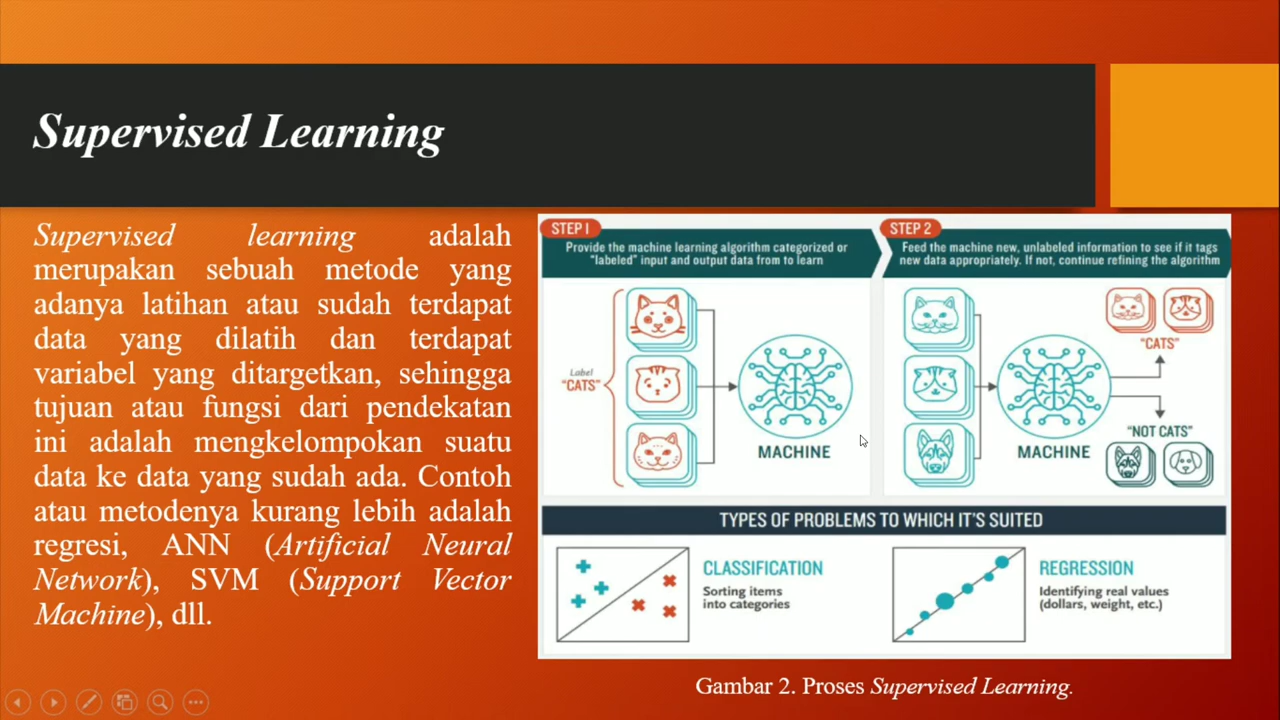 Supervised Learning
Supervised learning adalah
merupakan sebuah metode yang
adanya latihan atau sudah terdapat
data yang dilatih dan terdapat
variabel yang ditargetkan, sehingga
tujuan atau fungsi dari pendekatan
ini adalah mengkelompokan suatu
data ke data yang sudah ada. Contoh
atau metodenya kurang lebih adalah
regresi, ANN (Artificial Neural
Network), SVM (Support Vector
Machine), dll.
STEP 1
Provide the machine learning algorithm categorized or
"labeled" input and output data from to learn
Label
"CATS"
MACHINE
STEP 2
Feed the machine new, unlabeled information to see if it tags
new data appropriately. If not, continue refining the algorithm
MACHINE
"CATS"
"NOT CATS"
TYPES OF PROBLEMS TO WHICH IT'S SUITED
CLASSIFICATION
Sorting items
into categories
REGRESSION
Identifying real values
(dollars, weight, etc.)
Gambar 2. Proses Supervised Learning.